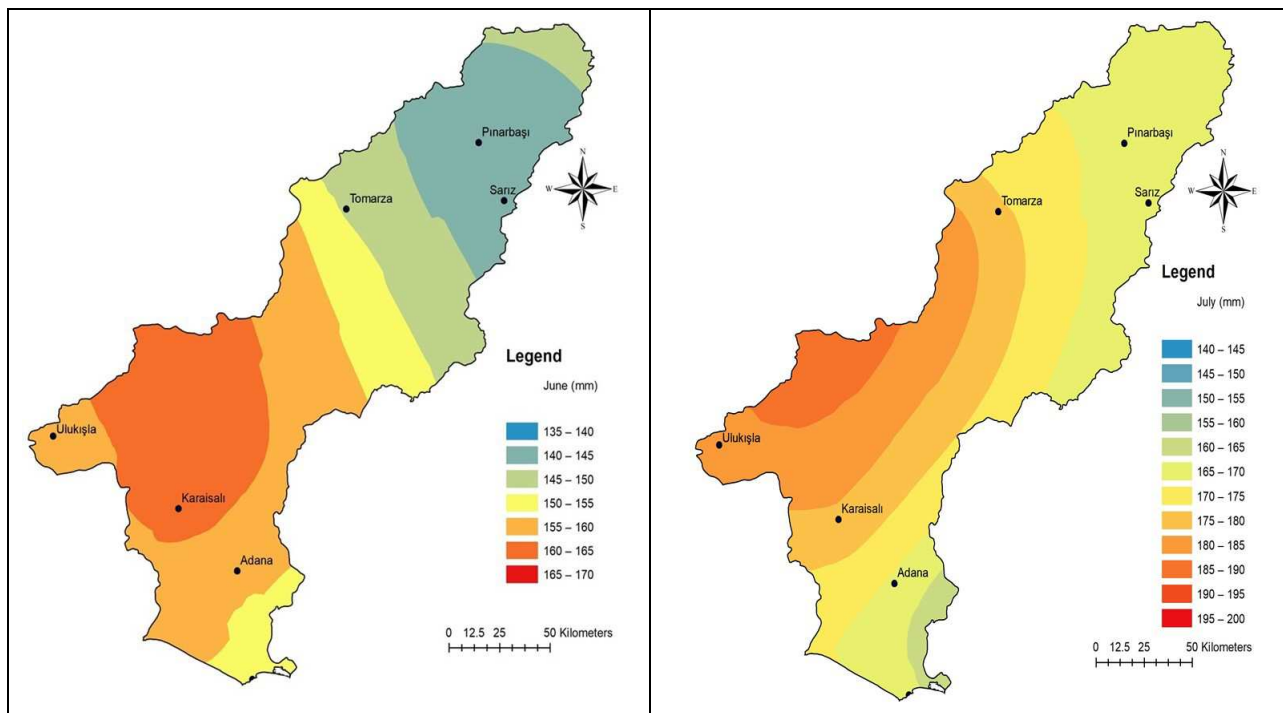 Pınarbaşı
Sarız
Tomarza
N
W
E
S
Ulukışla
Karaisalı
Adana
Legend
June (mm)
135 – 140
140 – 145
145 – 150
150 – 155
155 – 160
160 – 165
165 – 170
0 12.5 25 50 Kilometers
Pınarbaşı
Sarız
Tomarza
N
W
E
S
Ulukışla
Karaisalı
Adana
Legend
July (mm)
140 – 145
145 – 150
150 – 155
155 – 160
160 – 165
165 – 170
170 – 175
175 – 180
180 – 185
185 – 190
190 – 195
195 – 200
0 12.5 25 50 Kilometers